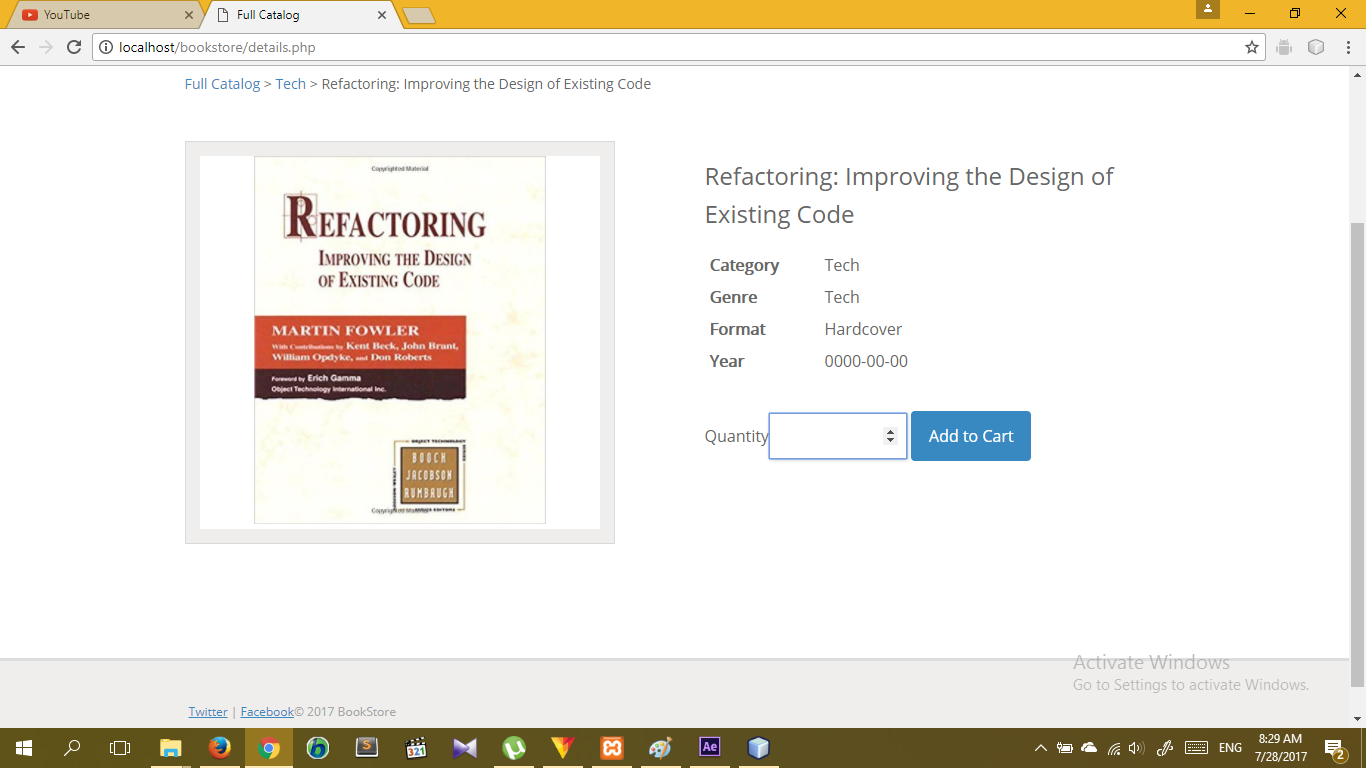 YouTube
Full Catalog
localhost/bookstore/details.php
Full Catalog > Tech > Refactoring: Improving the Design of Existing Code
Copyrighted Material
REFACTORING
IMPROVING THE DESIGN
OF EXISTING CODE
MARTIN FOWLER
With Contributions by Kent Beck, John Brant,
William Opdyke, and Don Roberts
Foreword by Erich Gamma
Object Technology International Inc.
OBJECT TECHNOLOGY
BOOCH
JACOBSON
RUMBAUGH
Copyrighted Material
Refactoring: Improving the Design of
Existing Code
Category Tech
Genre Tech
Format Hardcover
Year 0000-00-00
Quantity Add to Cart
Activate Windows
Go to Settings to activate Windows.
Twitter | Facebook© 2017 BookStore
S
321
Ae
ENG
8:29 AM
7/28/2017
2